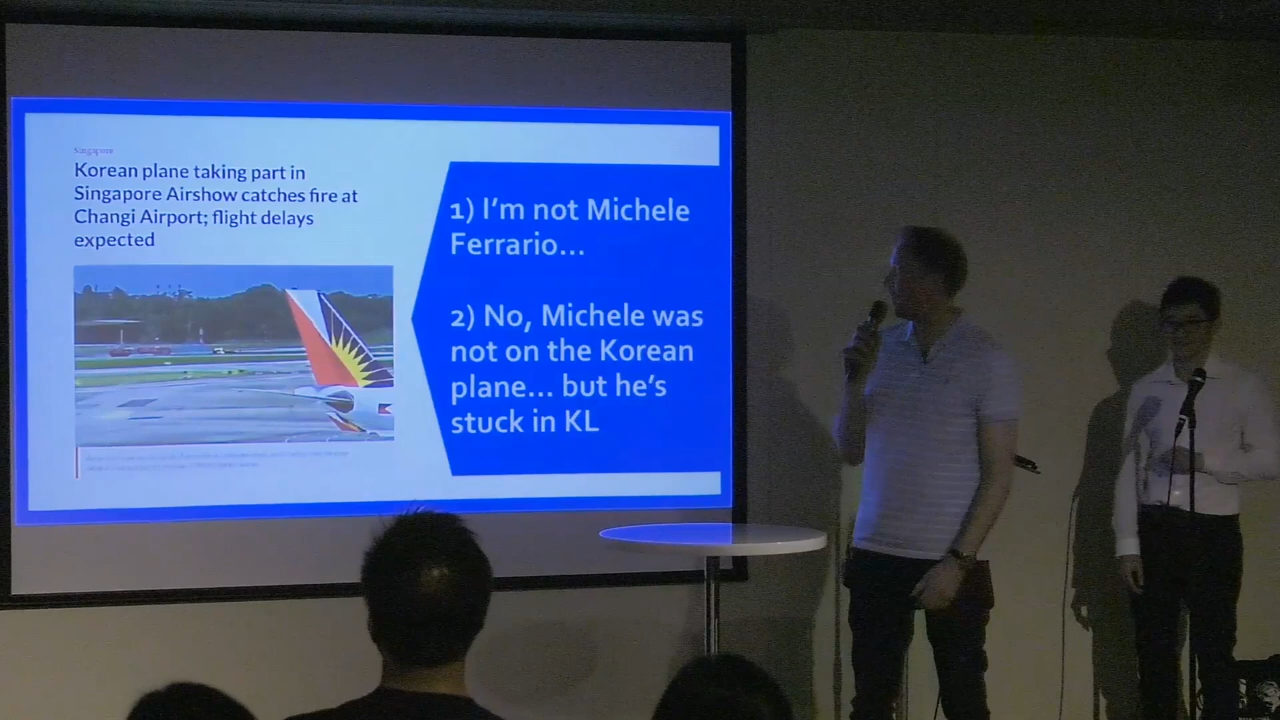 Singapore
Korean plane taking part in
Singapore Airshow catches fire at
Changi Airport; flight delays
expected
1) I'm not Michele
Ferrario...
2) No, Michele was
not on the Korean
plane... but he's
stuck in KL